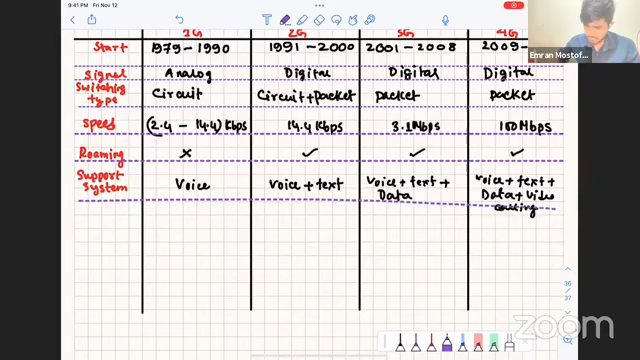 9:41 PM Fri Nov 12
52%
1G 2G 3G 4G
Start 1979-1990 1991-2000 2001-2008 2009-
Signal Analog Digital Digital Digital
Switching type Circuit Circuit+packet packet packet
Speed (2.4 - 14.4) Kbps 14.4 Kbps 3.1 Mbps 100 Mbps
Roaming × ✓ ✓ ✓
Support System Voice Voice + text Voice + text + Data Voice + text + Data + Video calling
Emran Mostof...
36
/
37
zoom